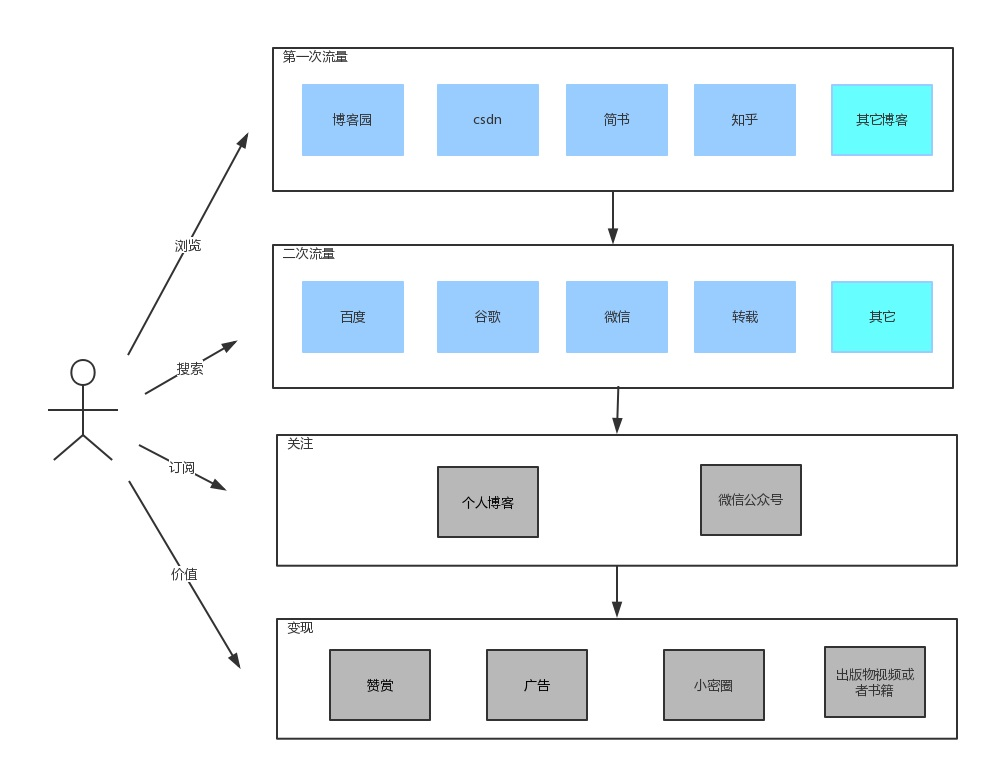 第一次流量
博客园
csdn
简书
知乎
其它博客
浏览
二次流量
百度
谷歌
微信
转载
其它
搜索
关注
个人博客
微信公众号
订阅
价值
变现
赞赏
广告
小密圈
出版物视频或
者书籍